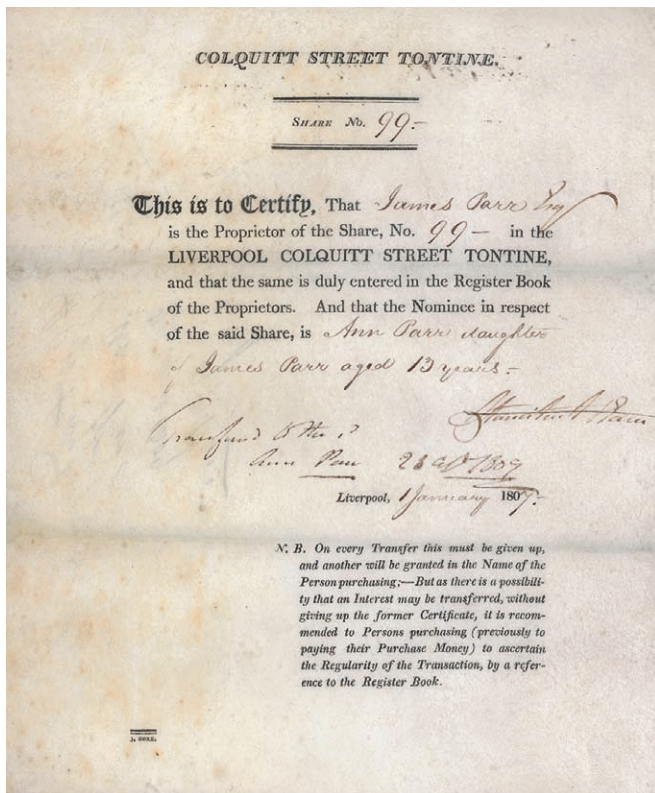 COLQUITT STREET TONTINE.
SHARE No. 99-
This is to Certify, That James Parr Esq
is the Proprietor of the Share, No. 99- in the
LIVERPOOL COLQUITT STREET TONTINE,
and that the same is duly entered in the Register Book
of the Proprietors. And that the Nominee in respect
of the said Share, is Ann Parr daughter
of James Parr aged 13 years-
Ann Parr 1809
Liverpool, 1 January 1807-
N. B. On every Transfer this must be given up,
and another will be granted in the Name of the
Person purchasing;—But as there is a possibili-
ty that an Interest may be transferred, without
giving up the former Certificate, it is recom-
mended to Persons purchasing (previously to
paying their Purchase Money) to ascertain
the Regularity of the Transaction, by a refer-
ence to the Register Book.
J. GORE.